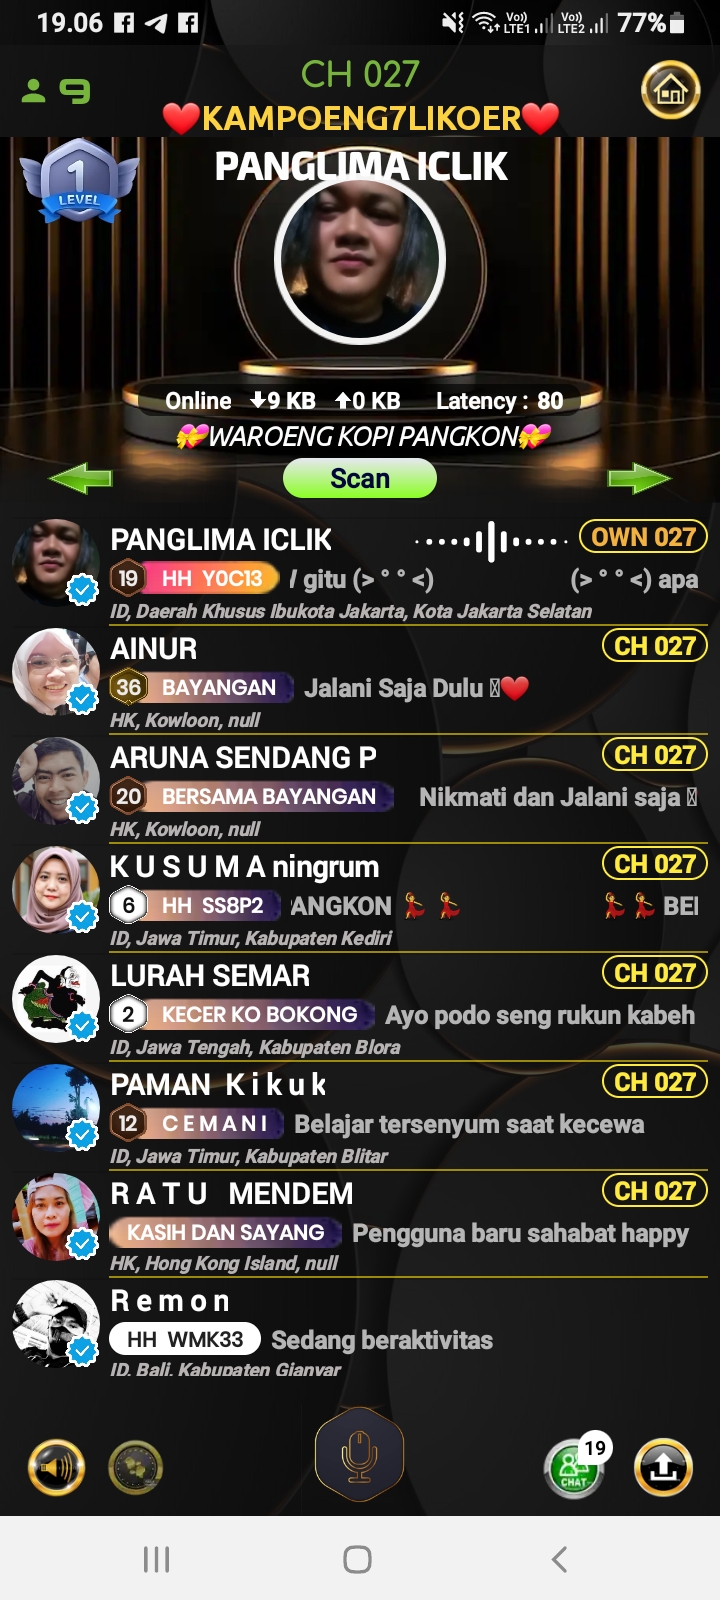 19.06 Vo) LTE1 Vo) LTE2 77%
CH 027
9
❤️KAMPOENG7LIKOER❤️
PANGLIMA ICLIK
1
LEVEL
Online ↓9 KB ↑0 KB Latency : 80
💝WAROENG KOPI PANGKON💝
Scan
PANGLIMA ICLIK OWN 027
19 HH Y0C13 gitu (> ° ° <) (> ° ° <) apa
ID, Daerah Khusus Ibukota Jakarta, Kota Jakarta Selatan
AINUR CH 027
36 BAYANGAN Jalani Saja Dulu ❤️
HK, Kowloon, null
ARUNA SENDANG P CH 027
20 BERSAMA BAYANGAN Nikmati dan Jalani saja
HK, Kowloon, null
K U S U M A ningrum CH 027
6 HH SS8P2 ANGKON 💃 💃 💃 💃 BEI
ID, Jawa Timur, Kabupaten Kediri
LURAH SEMAR CH 027
2 KECER KO BOKONG Ayo podo seng rukun kabeh
ID, Jawa Tengah, Kabupaten Blora
PAMAN K i k u k CH 027
12 C E M A N I Belajar tersenyum saat kecewa
ID, Jawa Timur, Kabupaten Blitar
R A T U MENDEM CH 027
KASIH DAN SAYANG Pengguna baru sahabat happy
HK, Hong Kong Island, null
R e m o n
HH WMK33 Sedang beraktivitas
ID, Bali, Kabupaten Gianyar
19
CHAT